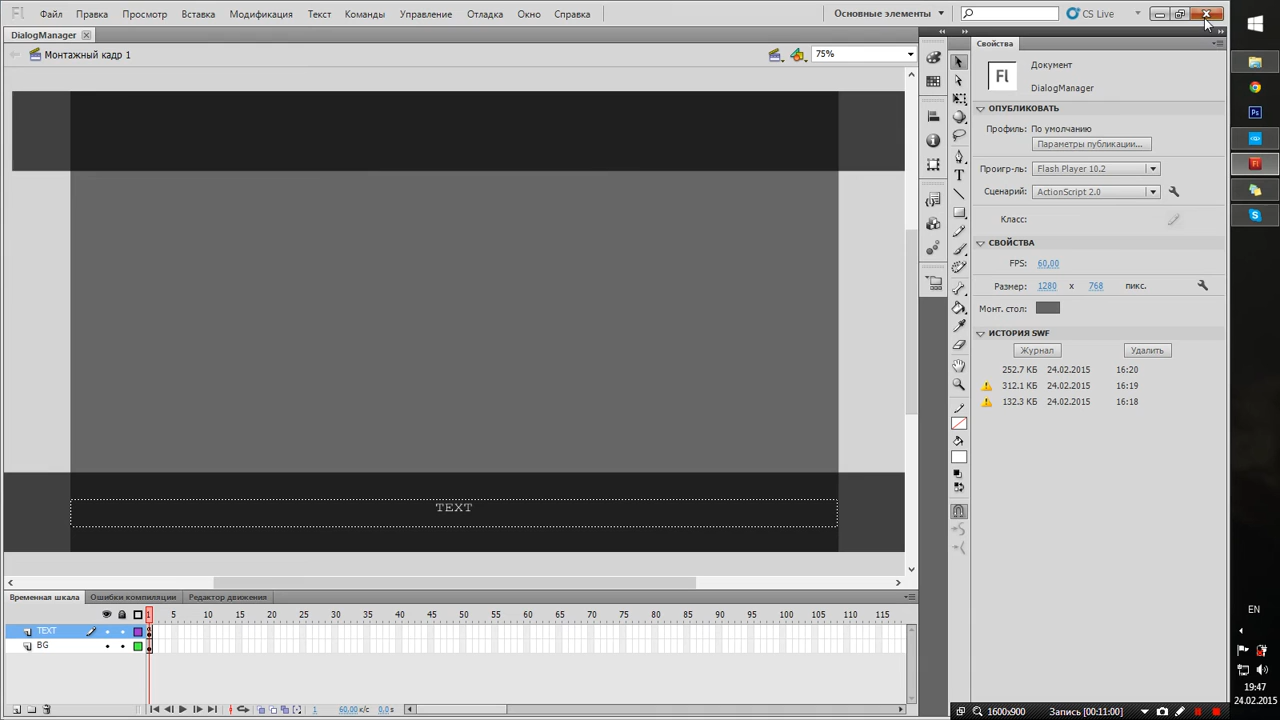 Fl Файл Правка Просмотр Вставка Модификация Текст Команды Управление Отладка Окно Справка Основные элементы CS Live
DialogManager
Монтажный кадр 1 75%
TEXT
Свойства
Fl
Документ
DialogManager
ОПУБЛИКОВАТЬ
Профиль: По умолчанию
Параметры публикации...
Проигр-ль: Flash Player 10.2
Сценарий: ActionScript 2.0
Класс:
СВОЙСТВА
FPS: 60,00
Размер: 1280 x 768 пикс.
Монт. стол:
ИСТОРИЯ SWF
Журнал Удалить
252.7 КБ 24.02.2015 16:20
312.1 КБ 24.02.2015 16:19
132.3 КБ 24.02.2015 16:18
Временная шкала Ошибки компиляции Редактор движения
1 5 10 15 20 25 30 35 40 45 50 55 60 65 70 75 80 85 90 95 100 105 110 115
TEXT
BG
1 60,00 к/с 0,0 s
Ps
Fl
EN
19:47
24.02.2015
1600x900 Запись [00:11:00]